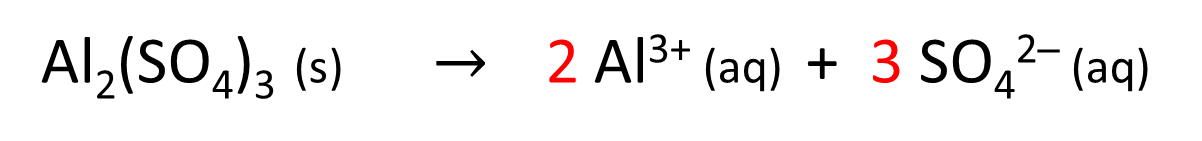 Al₂(SO₄)₃ (s) → 2 Al³⁺ (aq) + 3 SO₄²⁻ (aq)